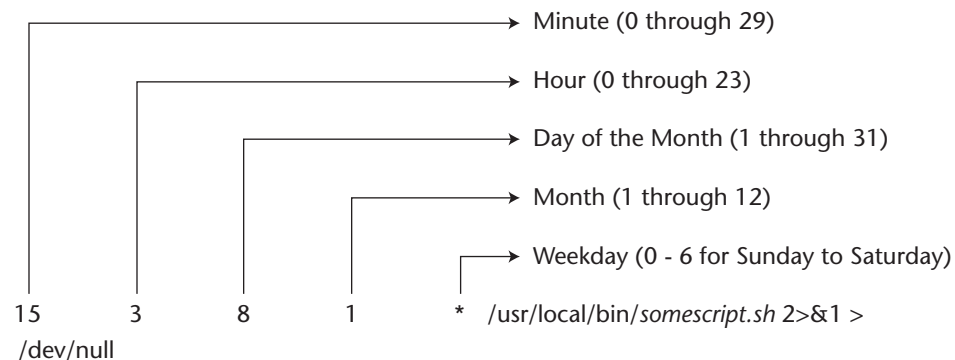 Minute (0 through 29)
Hour (0 through 23)
Day of the Month (1 through 31)
Month (1 through 12)
Weekday (0 - 6 for Sunday to Saturday)
15 3 8 1 * /usr/local/bin/somescript.sh 2>&1 >
/dev/null